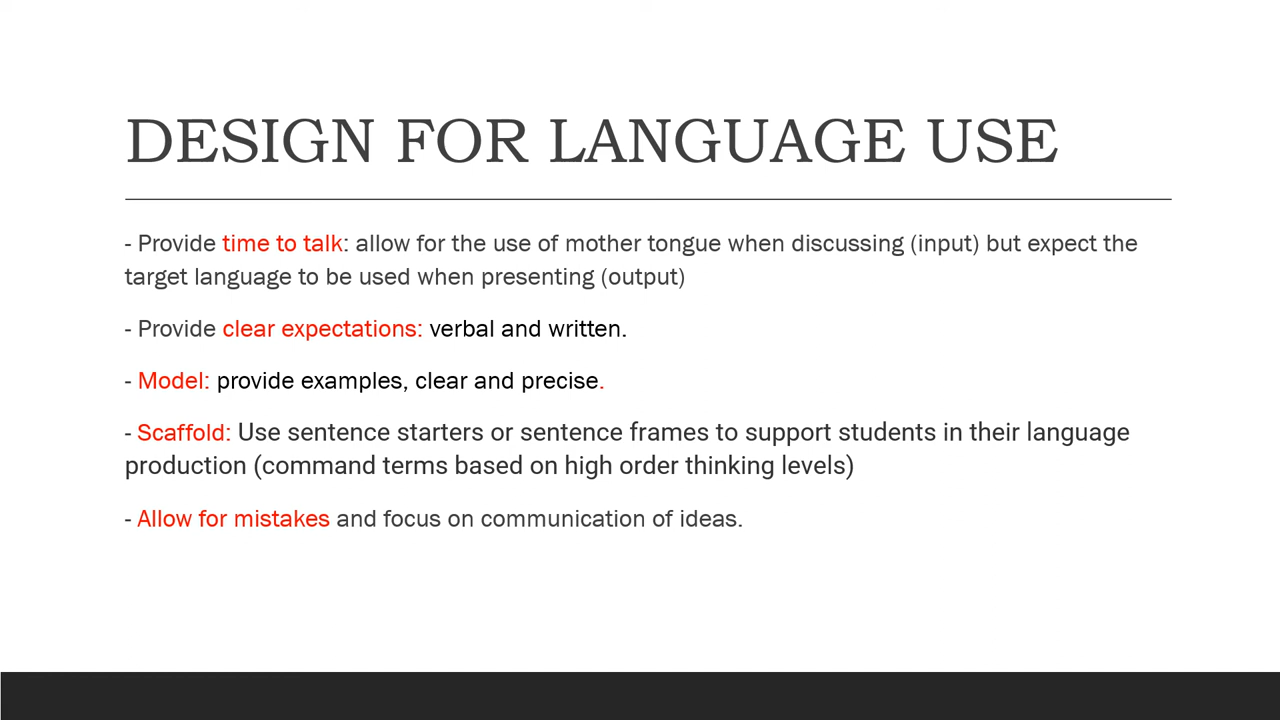 DESIGN FOR LANGUAGE USE
- Provide time to talk: allow for the use of mother tongue when discussing (input) but expect the
target language to be used when presenting (output)
- Provide clear expectations: verbal and written.
- Model: provide examples, clear and precise.
- Scaffold: Use sentence starters or sentence frames to support students in their language
production (command terms based on high order thinking levels)
- Allow for mistakes and focus on communication of ideas.